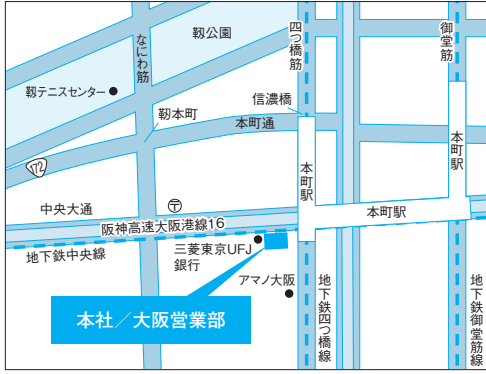 靱公園
なにわ筋
四つ橋筋
御堂筋
靱テニスセンター
信濃橋
靭本町
本町通
172
本町駅
本町駅
本町駅
中央大通
〒
阪神高速大阪港線16
地下鉄中央線
三菱東京UFJ
銀行
アマノ大阪
本社／大阪営業部
地下鉄四つ橋線
地下鉄御堂筋線